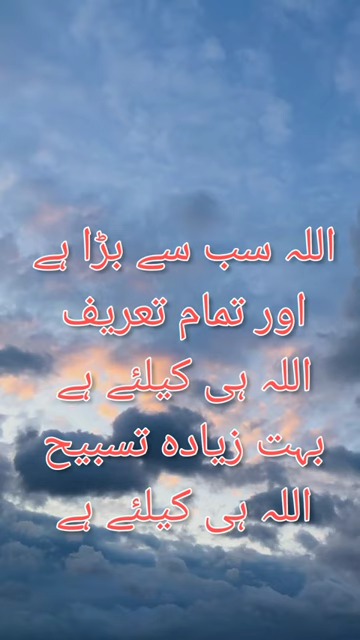 اللہ سب سے بڑا ہے
اور تمام تعریف
اللہ ہی کیلئے ہے
بہت زیادہ تسبیح
اللہ ہی کیلئے ہے